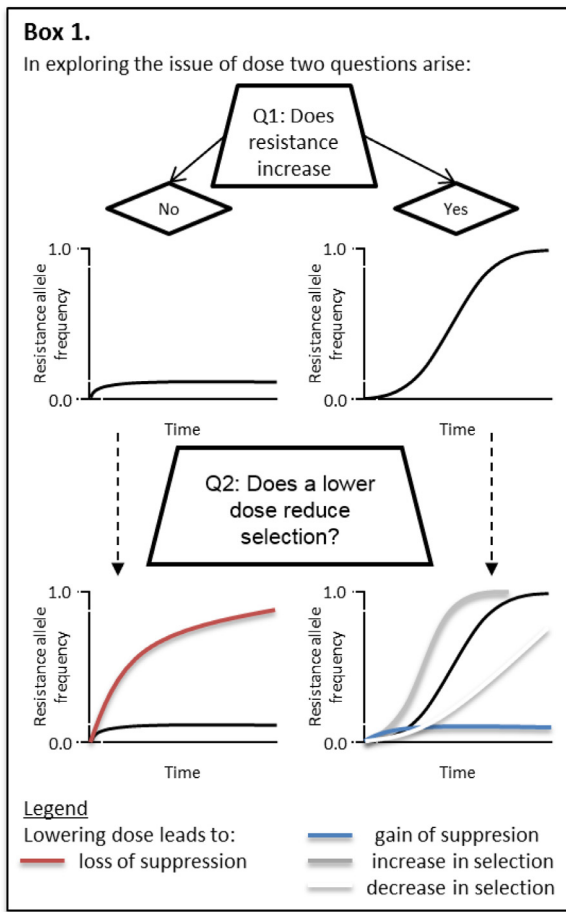 Box 1.
In exploring the issue of dose two questions arise:
Q1: Does
resistance
increase
No
Yes
1.0
Resistance allele
frequency
0.0
Time
1.0
Resistance allele
frequency
0.0
Time
Q2: Does a lower
dose reduce
selection?
1.0
Resistance allele
frequency
0.0
Time
1.0
Resistance allele
frequency
0.0
Time
Legend
Lowering dose leads to:
loss of suppression
gain of suppresion
increase in selection
decrease in selection